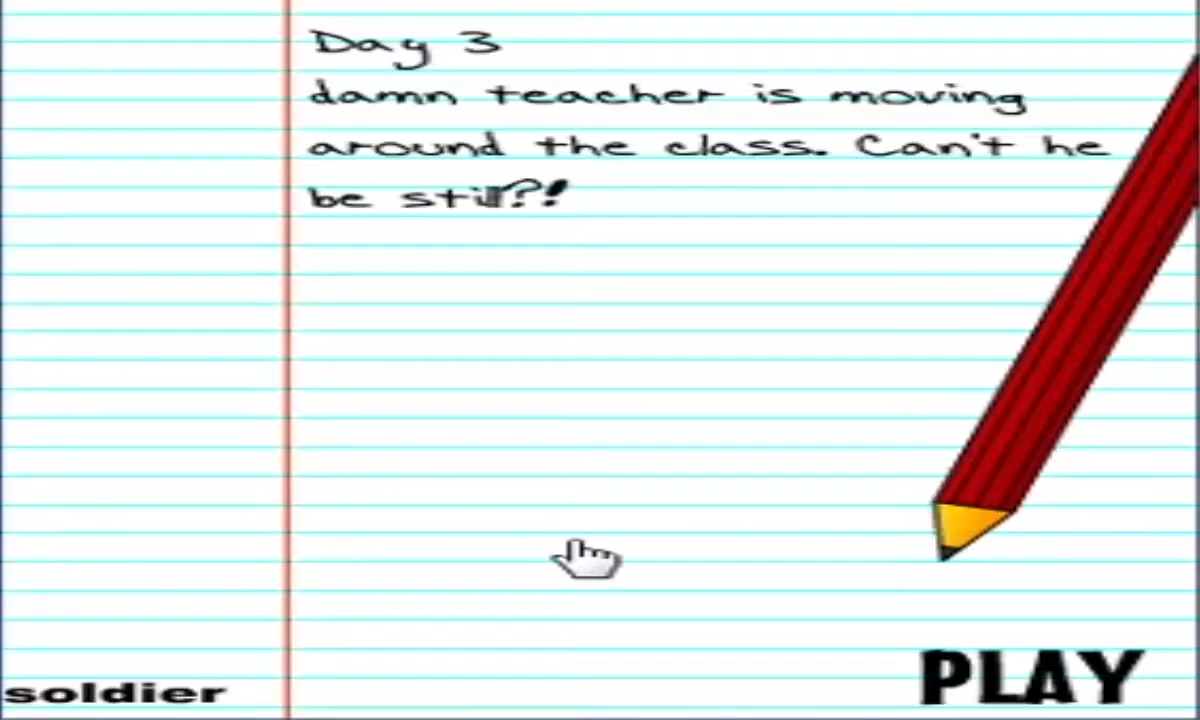 Day 3
damn teacher is moving
around the class. Can't he
be still?!
soldier
PLAY